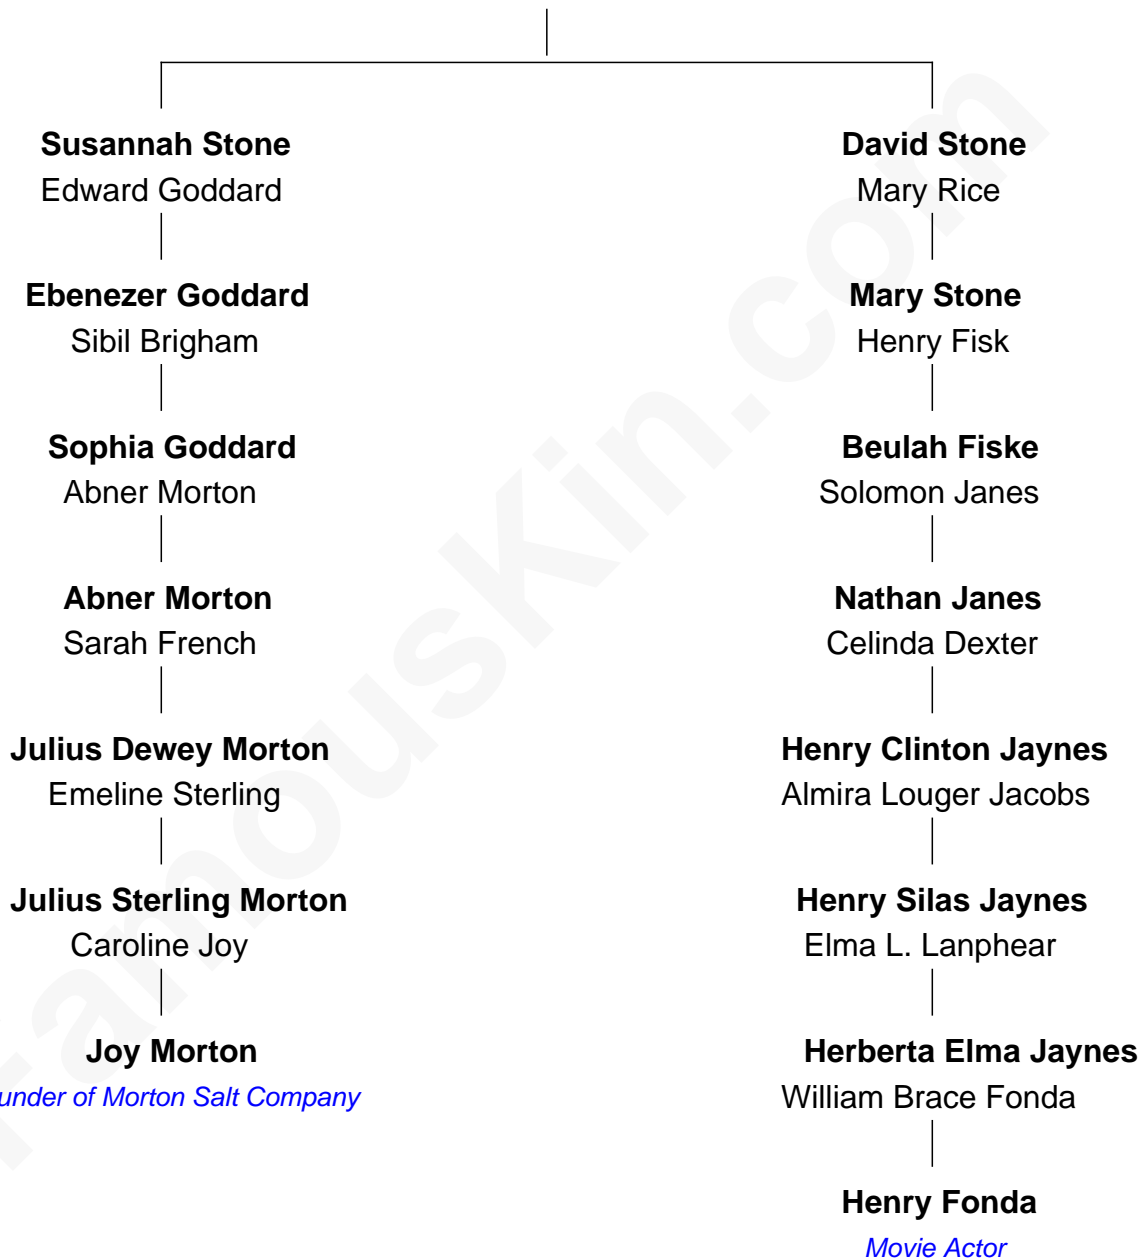 Susannah Stone
Edward Goddard
David Stone
Mary Rice
Ebenezer Goddard
Sibil Brigham
Mary Stone
Henry Fisk
Sophia Goddard
Abner Morton
Beulah Fiske
Solomon Janes
Abner Morton
Sarah French
Nathan Janes
Celinda Dexter
Julius Dewey Morton
Emeline Sterling
Henry Clinton Jaynes
Almira Louger Jacobs
Julius Sterling Morton
Caroline Joy
Henry Silas Jaynes
Elma L. Lanphear
Joy Morton
under of Morton Salt Company
Herberta Elma Jaynes
William Brace Fonda
Henry Fonda
Movie Actor
FamousKin.com